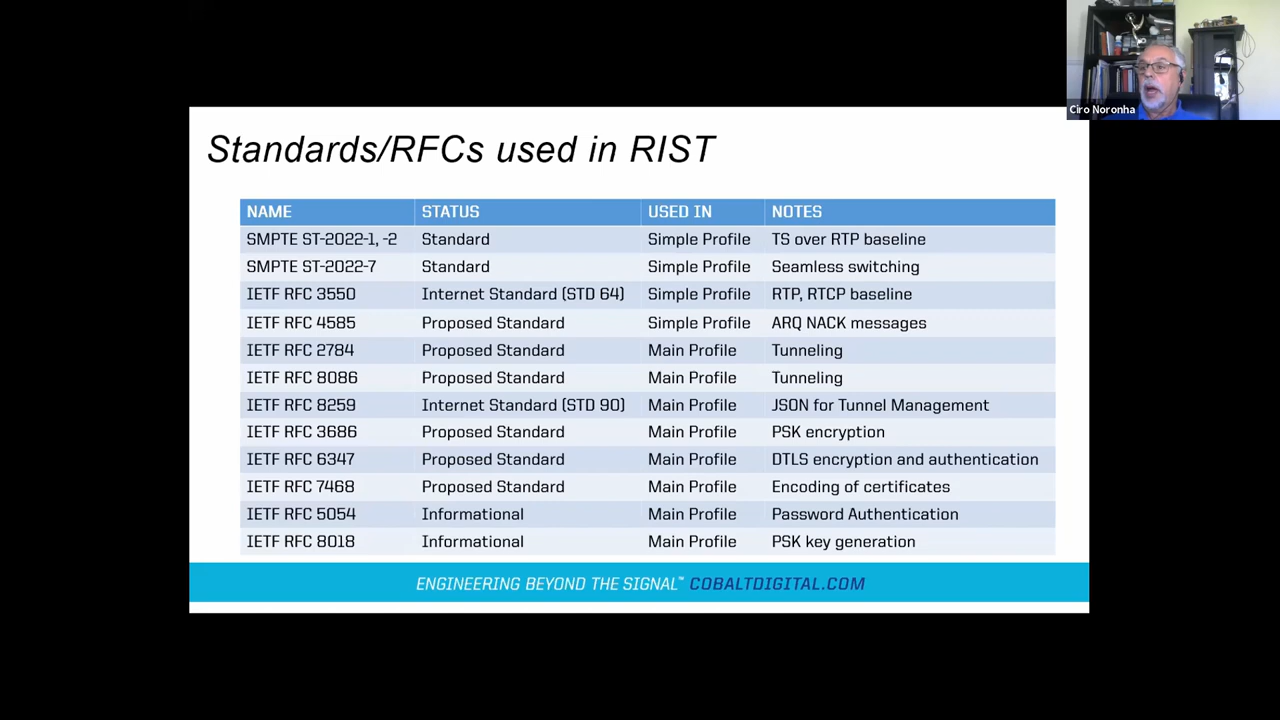 Ciro Noronha
Standards/RFCs used in RIST
NAME STATUS USED IN NOTES
SMPTE ST-2022-1, -2 Standard Simple Profile TS over RTP baseline
SMPTE ST-2022-7 Standard Simple Profile Seamless switching
IETF RFC 3550 Internet Standard (STD 64) Simple Profile RTP, RTCP baseline
IETF RFC 4585 Proposed Standard Simple Profile ARQ NACK messages
IETF RFC 2784 Proposed Standard Main Profile Tunneling
IETF RFC 8086 Proposed Standard Main Profile Tunneling
IETF RFC 8259 Internet Standard (STD 90) Main Profile JSON for Tunnel Management
IETF RFC 3686 Proposed Standard Main Profile PSK encryption
IETF RFC 6347 Proposed Standard Main Profile DTLS encryption and authentication
IETF RFC 7468 Proposed Standard Main Profile Encoding of certificates
IETF RFC 5054 Informational Main Profile Password Authentication
IETF RFC 8018 Informational Main Profile PSK key generation
ENGINEERING BEYOND THE SIGNAL™ COBALTDIGITAL.COM